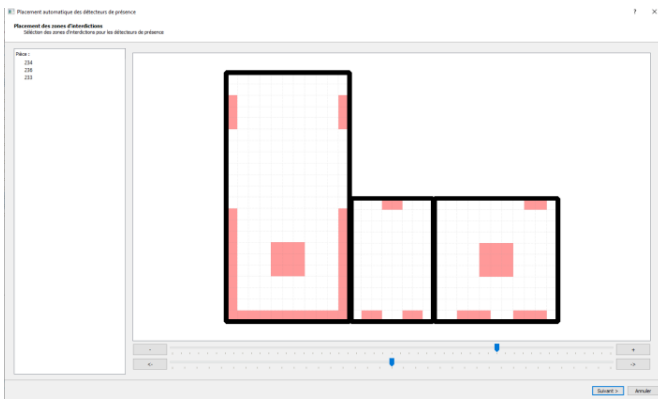 Placement automatique des détecteurs de présence
? ×
Placement des zones d'interdictions
Sélection des zones d'interdictions pour les détecteurs de présence
Pièce :
234
236
233
- +
<- ->
Suivant > Annuler